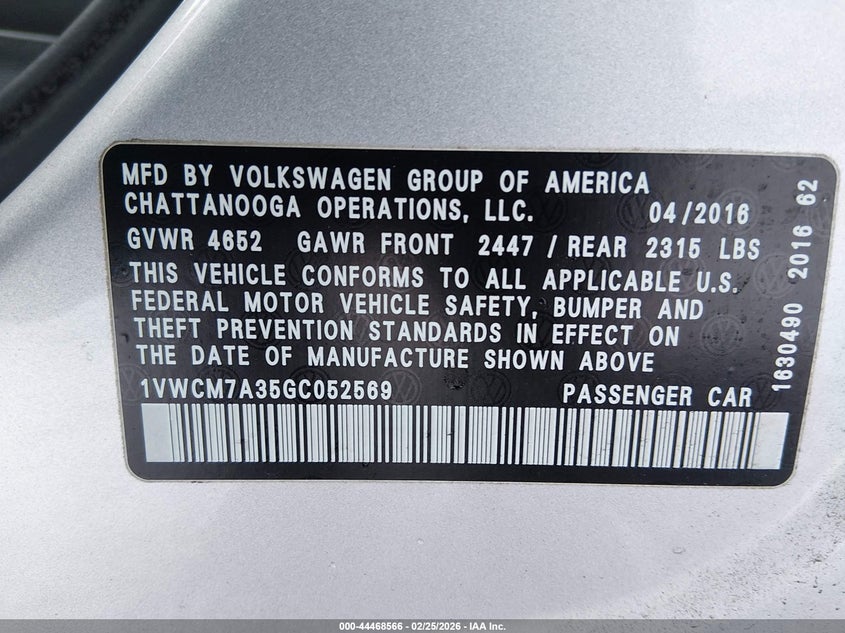 MFD BY VOLKSWAGEN GROUP OF AMERICA
CHATTANOOGA OPERATIONS, LLC. 04/2016
GVWR 4652 GAWR FRONT 2447 / REAR 2315 LBS
THIS VEHICLE CONFORMS TO ALL APPLICABLE U.S.
FEDERAL MOTOR VEHICLE SAFETY, BUMPER AND
THEFT PREVENTION STANDARDS IN EFFECT ON
THE DATE OF MANUFACTURE SHOWN ABOVE
1VWCM7A35GC052569 PASSENGER CAR
1630490 2016 62
000-44468566 - 02/25/2026 - IAA Inc.